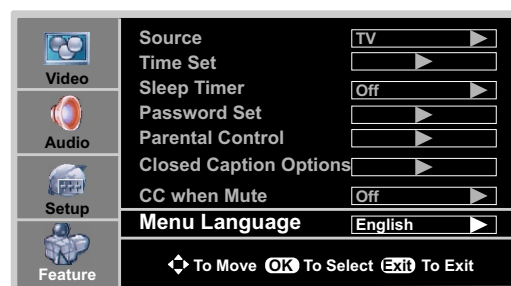 Video
Audio
Setup
Feature
Source TV
Time Set
Sleep Timer Off
Password Set
Parental Control
Closed Caption Options
CC when Mute Off
Menu Language English
To Move OK To Select Exit To Exit